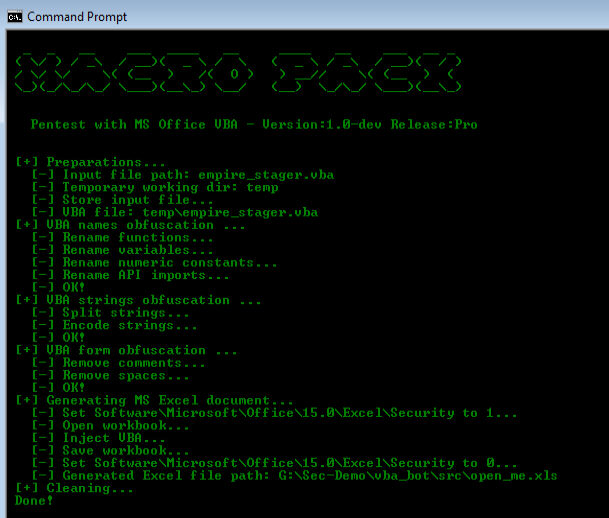 Command Prompt
MACRO PACK
Pentest with MS Office VBA - Version:1.0-dev Release:Pro
[+] Preparations...
[-] Input file path: empire_stager.vba
[-] Temporary working dir: temp
[-] Store input file...
[-] VBA file: temp\empire_stager.vba
[+] VBA names obfuscation ...
[-] Rename functions...
[-] Rename variables...
[-] Rename numeric constants...
[-] Rename API imports...
[-] OK!
[+] VBA strings obfuscation ...
[-] Split strings...
[-] Encode strings...
[-] OK!
[+] VBA form obfuscation ...
[-] Remove comments...
[-] Remove spaces...
[-] OK!
[+] Generating MS Excel document...
[-] Set Software\Microsoft\Office\15.0\Excel\Security to 1...
[-] Open workbook...
[-] Inject VBA...
[-] Save workbook...
[-] Set Software\Microsoft\Office\15.0\Excel\Security to 0...
[-] Generated Excel file path: G:\Sec-Demo\vba_bot\src\open_me.xls
[+] Cleaning...
Done!